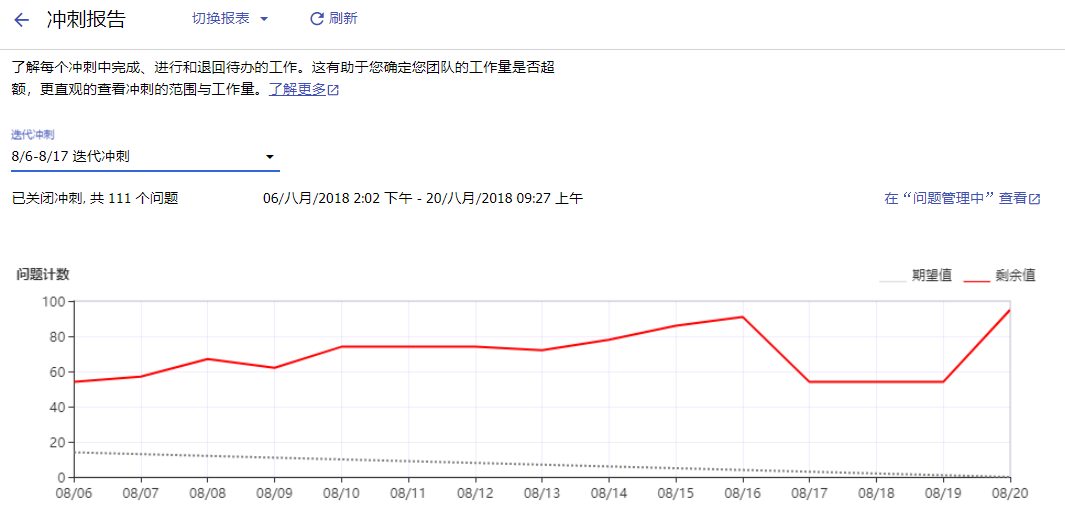 冲刺报告 切换报表 刷新
了解每个冲刺中完成、进行和退回待办的工作。这有助于您确定您团队的工作量是否超
额，更直观的查看冲刺的范围与工作量。了解更多
迭代冲刺
8/6-8/17 迭代冲刺
已关闭冲刺, 共 111 个问题 06/八月/2018 2:02 下午 - 20/八月/2018 09:27 上午 在“问题管理中”查看
问题计数 期望值 剩余值
100
80
60
40
20
0
08/06 08/07 08/08 08/09 08/10 08/11 08/12 08/13 08/14 08/15 08/16 08/17 08/18 08/19 08/20